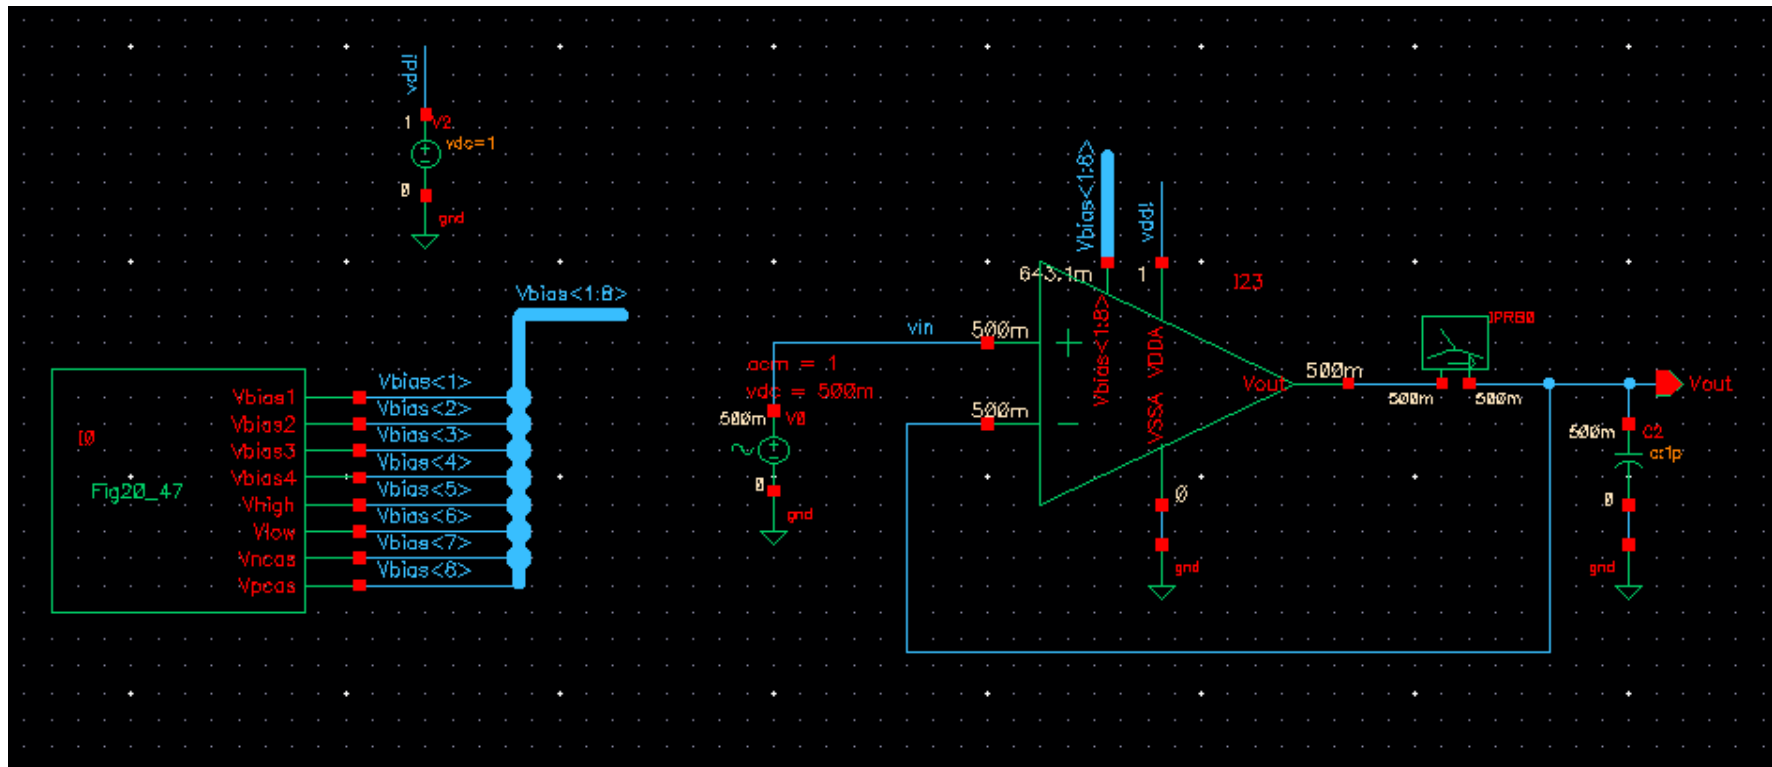 vdd!
1
V2
vdc=1
0
gnd
Vbias<1:8>
Vbias1
Vbias<1>
Vbias2
Vbias<2>
Vbias3
Vbias<3>
Vbias4
Vbias<4>
Vhigh
Vbias<5>
Vlow
Vbias<6>
Vncas
Vbias<7>
Vpcas
Vbias<8>
I0
Fig20_47
vin
acm = 1
vdc = 500m
500m
V0
0
gnd
Vbias<1:8>
vdd!
643.1m
1
I23
500m
+
Vbias<1:8>
VDDA
500m
-
VSSA
Vout
500m
0
gnd
IPRB0
500m
500m
Vout
500m
C2
c:1p
0
gnd